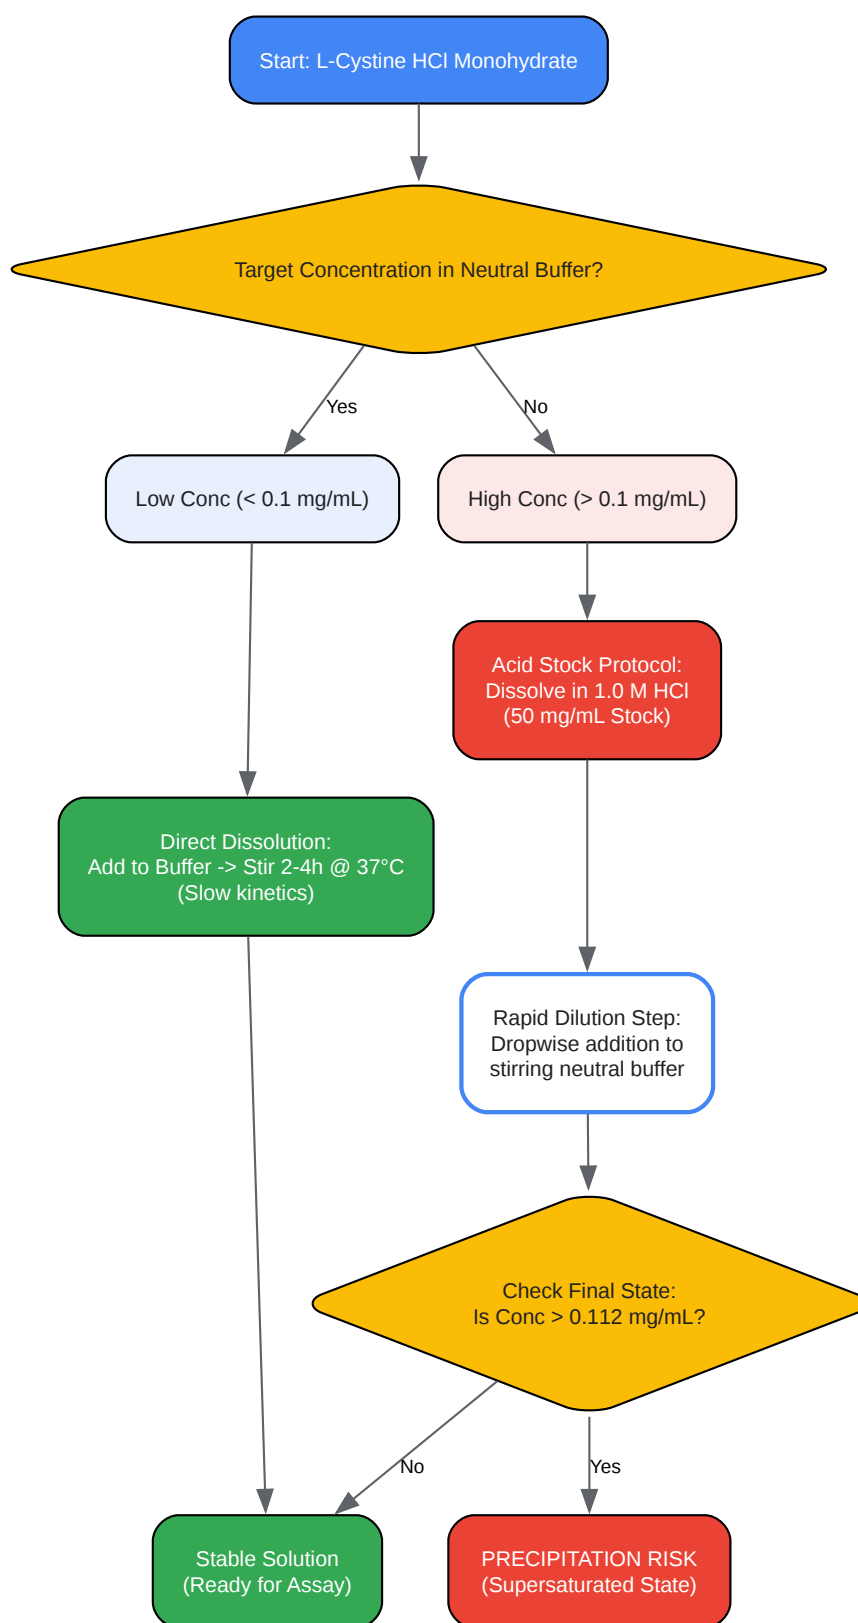 Start: L-Cystine HCl Monohydrate
Target Concentration in Neutral Buffer?
Yes
No
Low Conc (< 0.1 mg/mL)
High Conc (> 0.1 mg/mL)
Acid Stock Protocol:
Dissolve in 1.0 M HCl
(50 mg/mL Stock)
Direct Dissolution:
Add to Buffer -> Stir 2-4h @ 37°C
(Slow kinetics)
Rapid Dilution Step:
Dropwise addition to
stirring neutral buffer
Check Final State:
Is Conc > 0.112 mg/mL?
No
Yes
Stable Solution
(Ready for Assay)
PRECIPITATION RISK
(Supersaturated State)